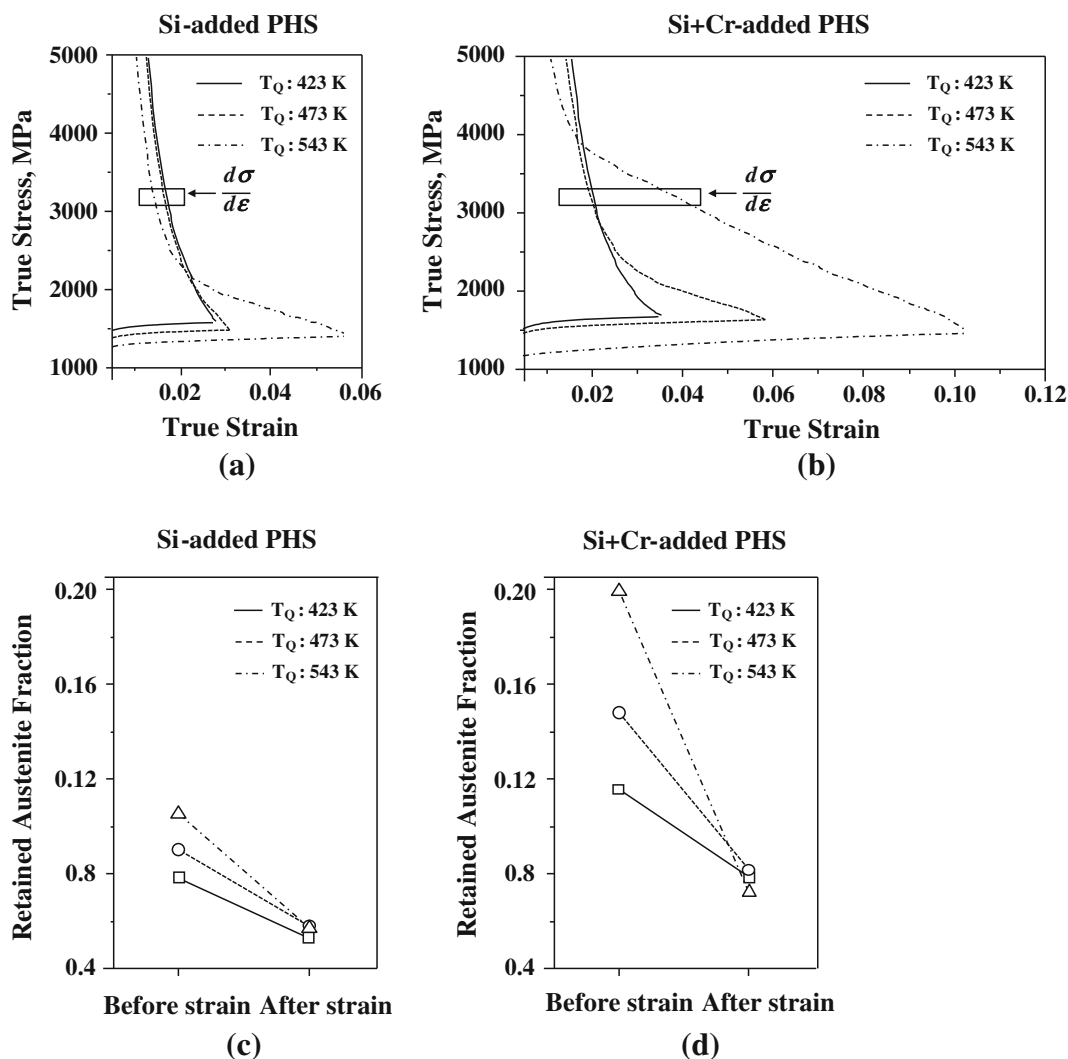 Si-added PHS
5000
4000
3000
2000
1000
True Stress, MPa
T_Q : 423 K
T_Q : 473 K
T_Q : 543 K
dσ
dε
0.02
0.04
0.06
True Strain
(a)
Si+Cr-added PHS
5000
4000
3000
2000
1000
True Stress, MPa
T_Q : 423 K
T_Q : 473 K
T_Q : 543 K
dσ
dε
0.02
0.04
0.06
0.08
0.10
0.12
True Strain
(b)
Si-added PHS
0.20
0.16
0.12
0.8
0.4
Retained Austenite Fraction
T_Q : 423 K
T_Q : 473 K
T_Q : 543 K
Before strain After strain
(c)
Si+Cr-added PHS
0.20
0.16
0.12
0.8
0.4
Retained Austenite Fraction
T_Q : 423 K
T_Q : 473 K
T_Q : 543 K
Before strain After strain
(d)